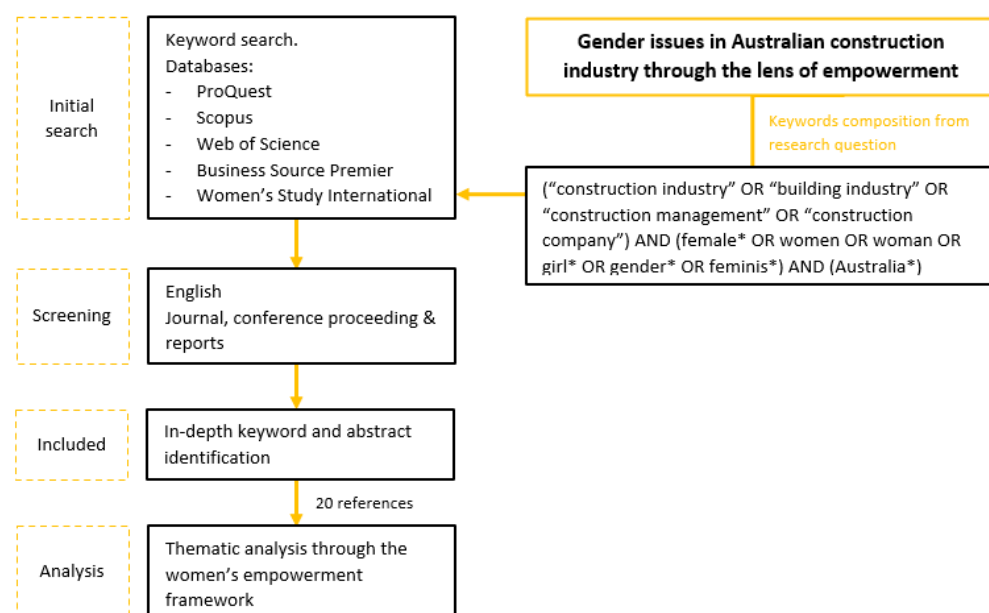 Initial
search
Keyword search.
Databases:
- ProQuest
- Scopus
- Web of Science
- Business Source Premier
- Women’s Study International
Gender issues in Australian construction
industry through the lens of empowerment
Keywords composition from
research question
(“construction industry” OR “building industry” OR
“construction management” OR “construction
company”) AND (female* OR women OR woman OR
girl* OR gender* OR feminis*) AND (Australia*)
Screening
English
Journal, conference proceeding &
reports
Included
In-depth keyword and abstract
identification
20 references
Analysis
Thematic analysis through the
women’s empowerment
framework